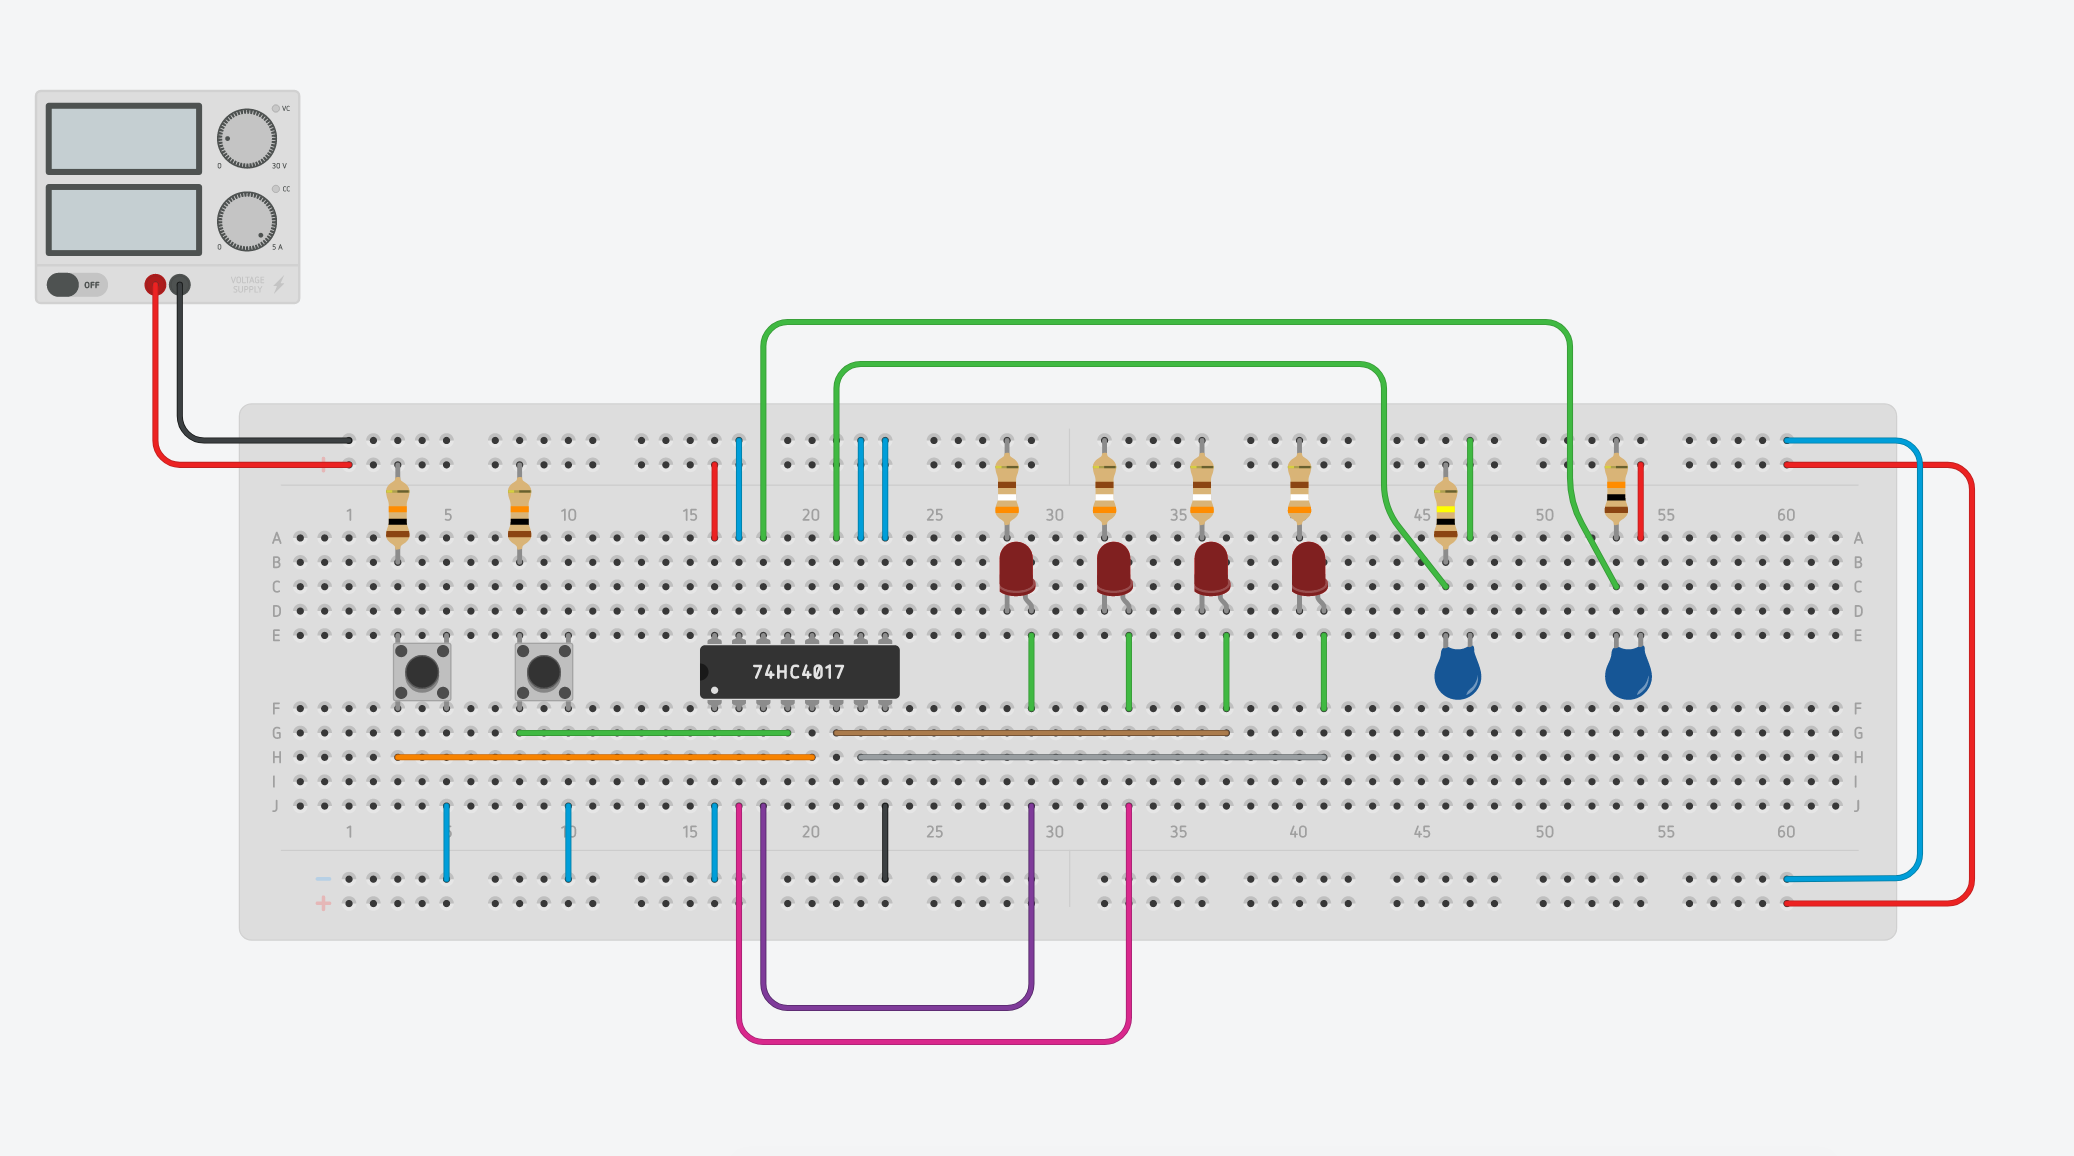 VC
0 30 V
CC
0 5 A
OFF
VOLTAGE
SUPPLY
+
1 5 10 15 20 25 30 35 45 50 55 60
A A
B B
C C
D D
E E
74HC4017
F F
G G
H H
I I
J J
1 5 10 15 20 25 30 35 40 45 50 55 60
−
+